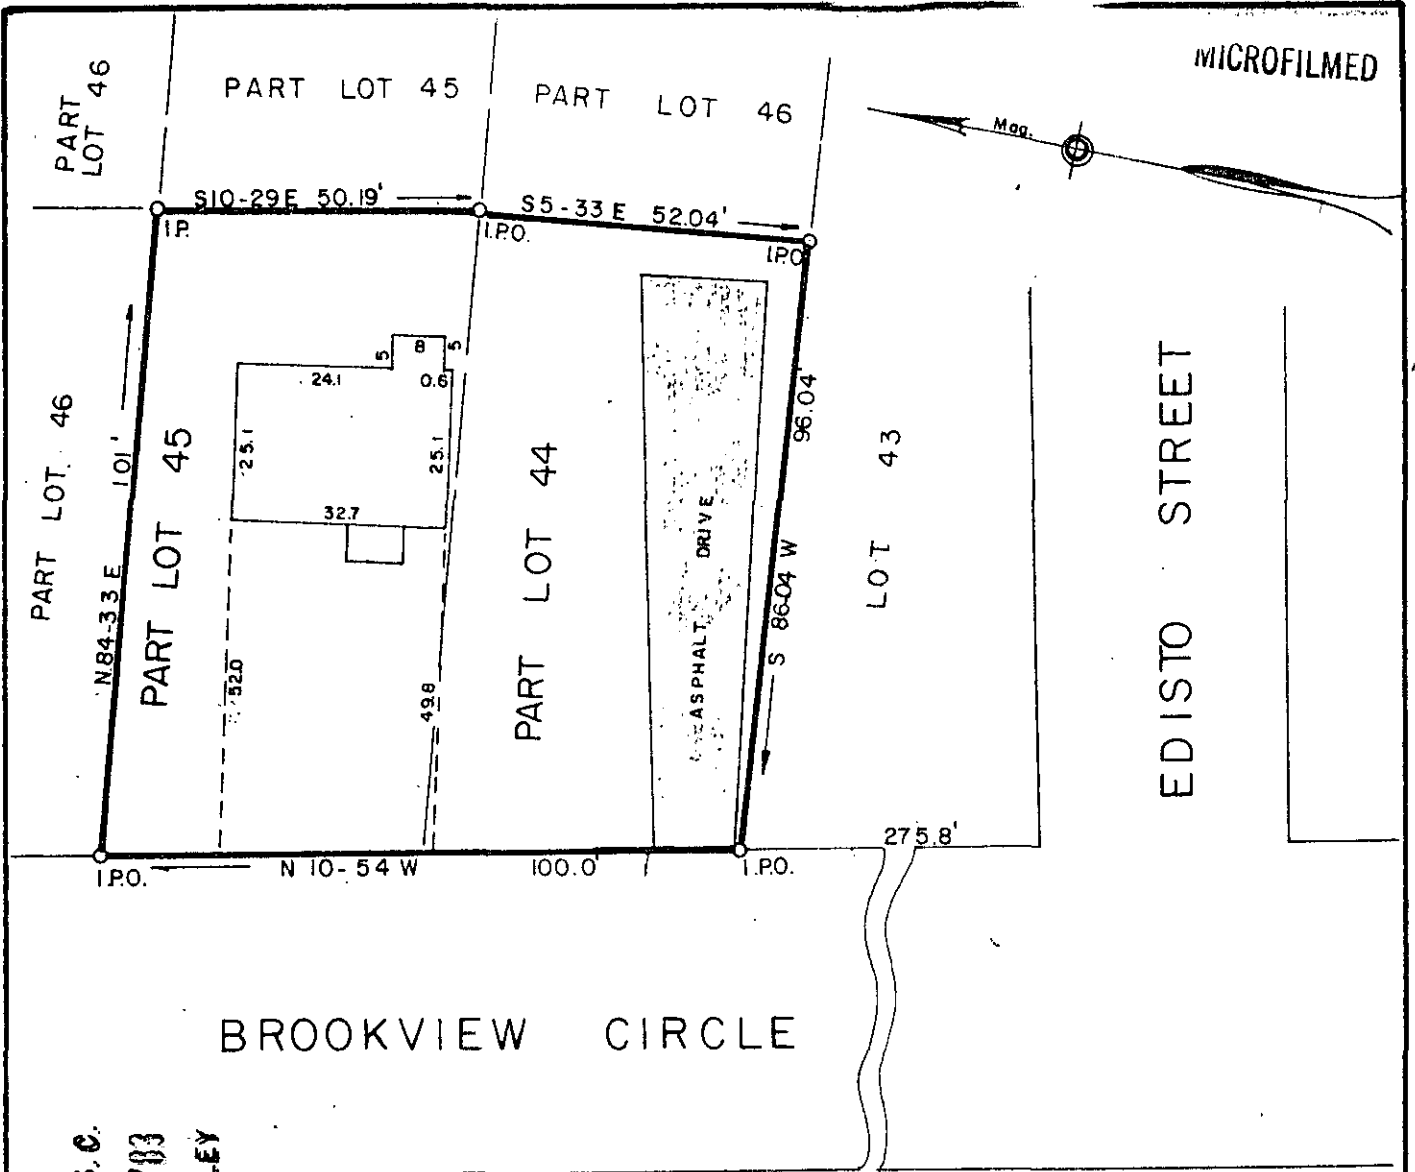 MICROFILMED
PART
LOT 46
PART LOT 45
PART LOT 46
Mag.
S10-29E 50.19'
S5-33 E 52.04'
I.P.
I.P.O.
I.P.O.
5
8
5
24.1
0.6
25.1
25.1
32.7
52.0
49.8
PART LOT. 46
N.84-33 E 101'
PART LOT 45
PART LOT 44
ASPHALT DRIVE
96.04'
S 86-04 W
LOT 43
EDISTO STREET
275.8'
I.P.O.
N 10-54 W 100.0'
I.P.O.
BROOKVIEW CIRCLE